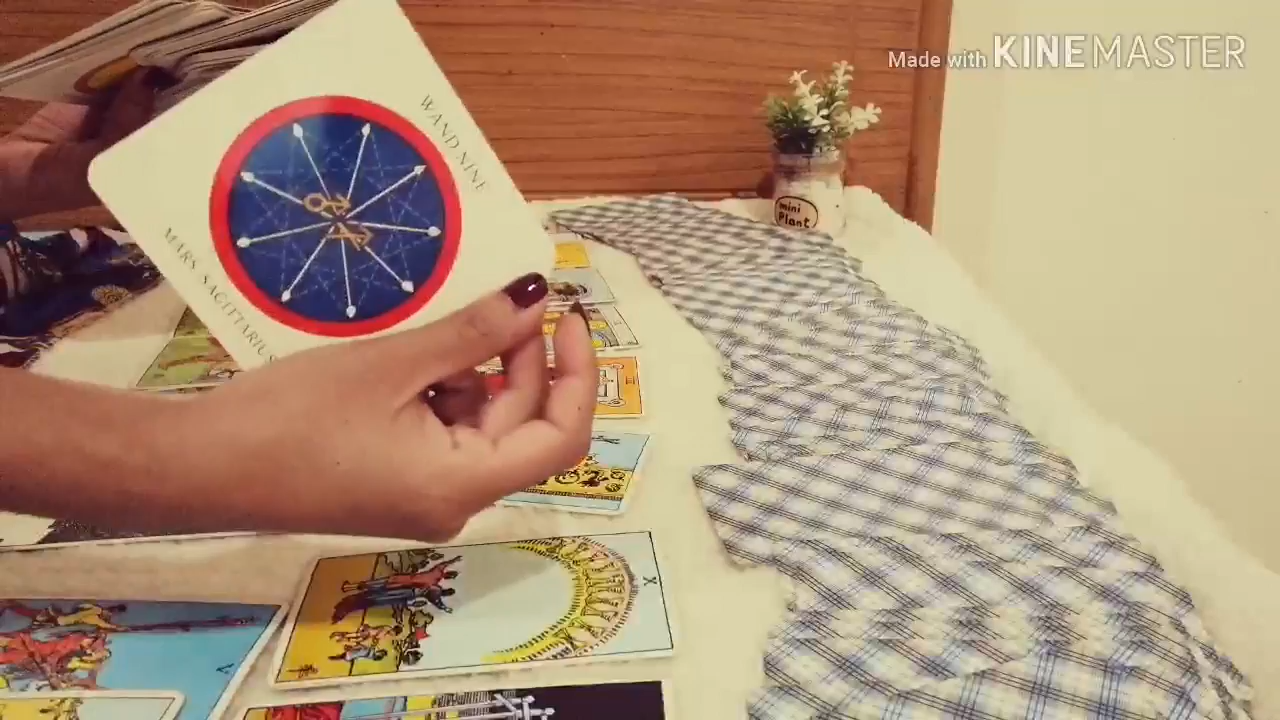 Made with KINEMASTER
WAND NINE
MARS, SAGITTARIUS
mini
Plant
X
V